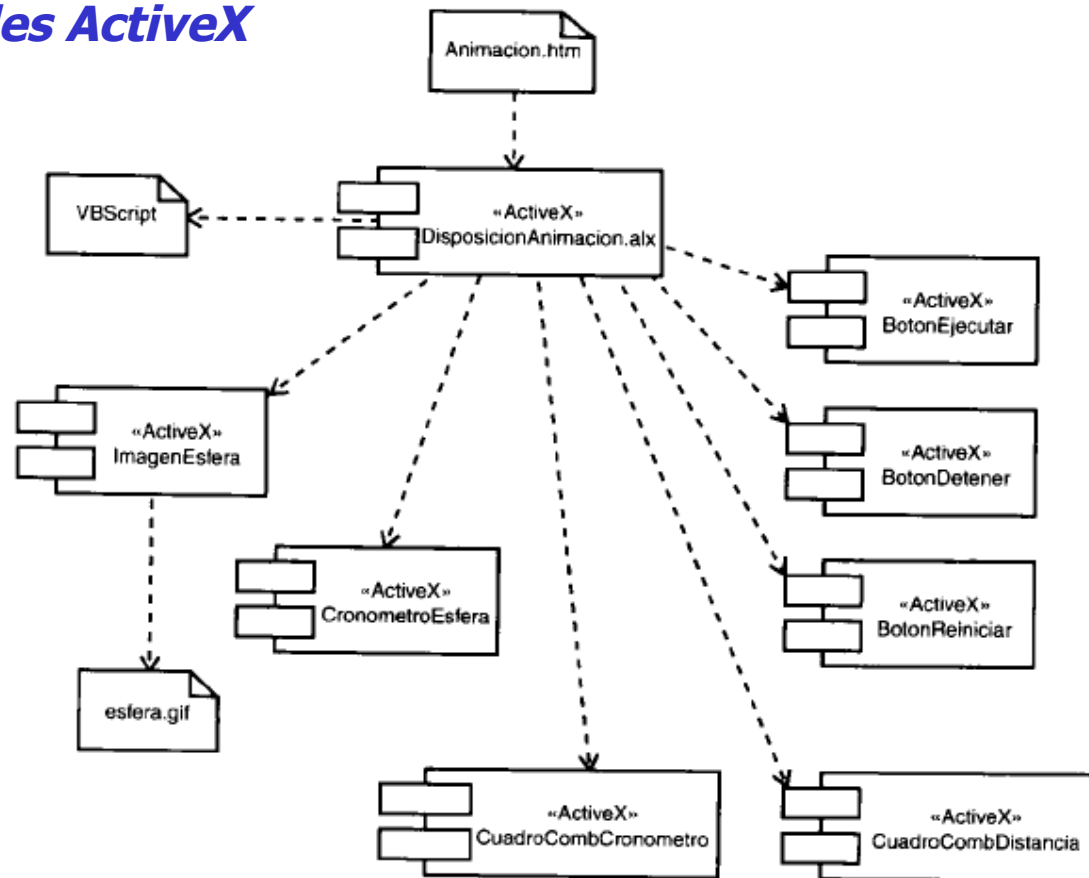 les ActiveX
Animacion.htm
VBScript
«ActiveX»
DisposicionAnimacion.alx
«ActiveX»
BotonEjecutar
«ActiveX»
ImagenEsfera
«ActiveX»
BotonDetener
«ActiveX»
CronometroEsfera
«ActiveX»
BotonReiniciar
esfera.gif
«ActiveX»
CuadroCombCronometro
«ActiveX»
CuadroCombDistancia